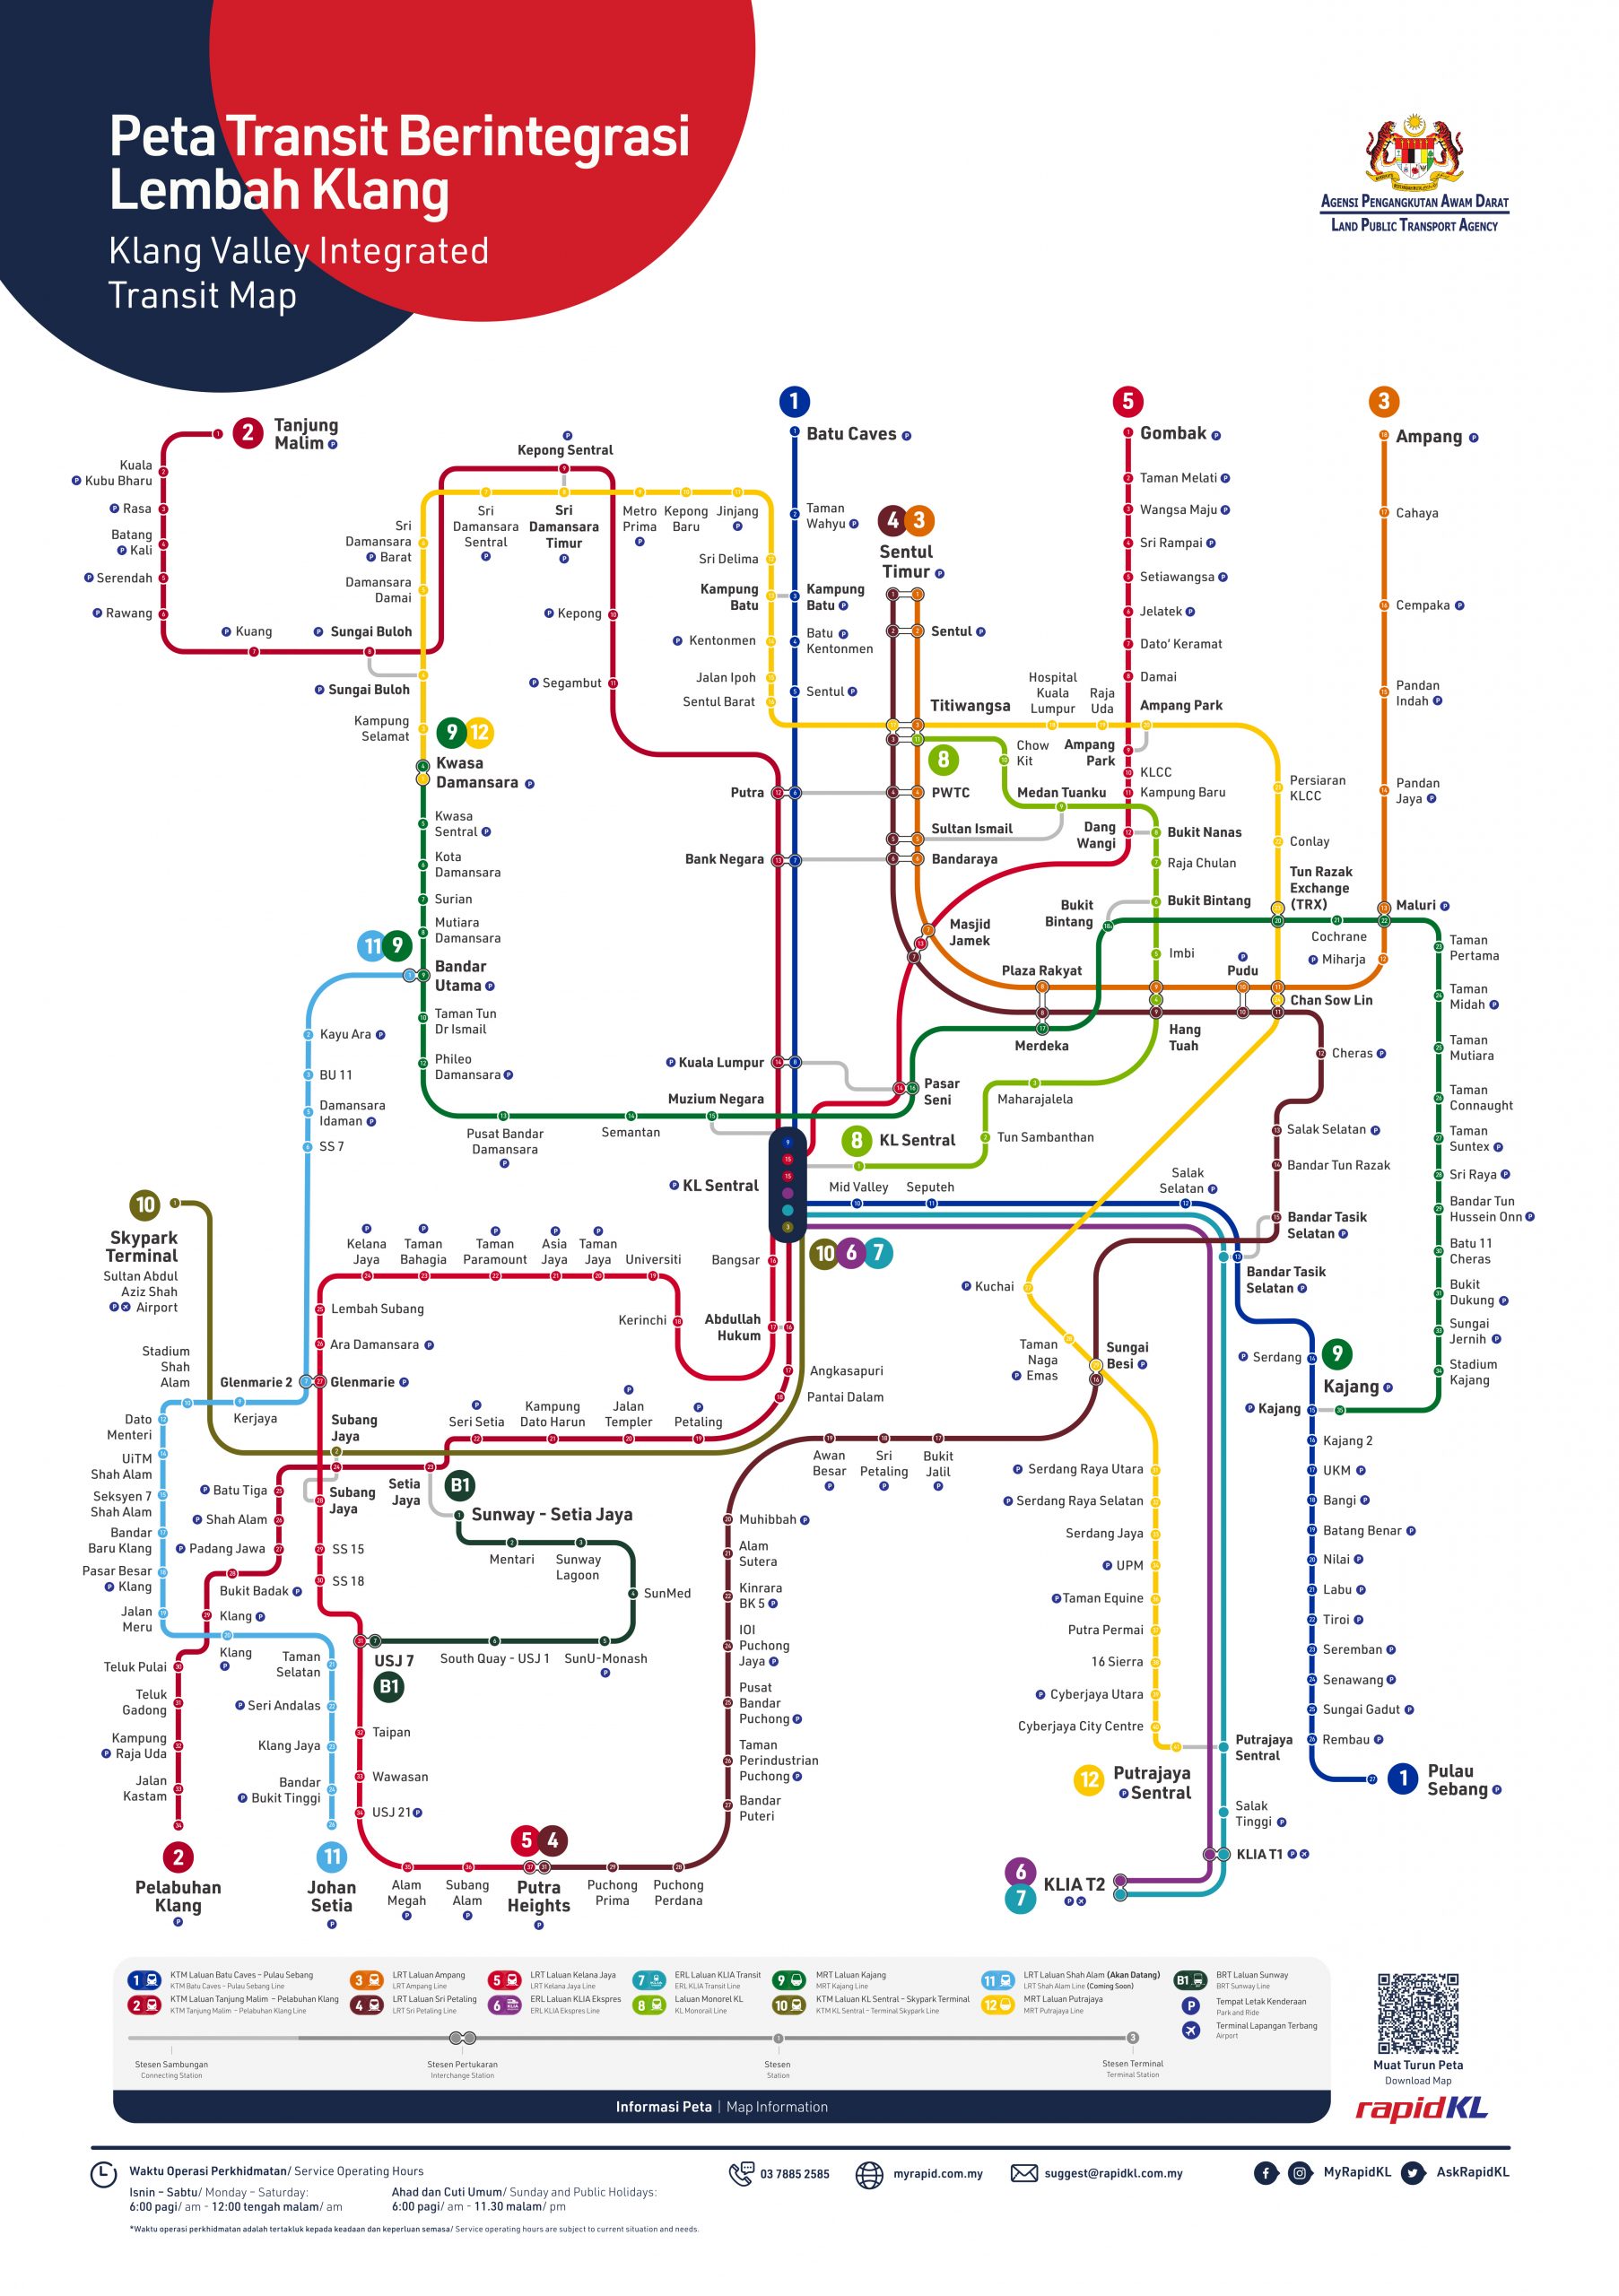 Peta Transit Berintegrasi
Lembah Klang
Klang Valley Integrated
Transit Map
AGENSI PENGANGKUTAN AWAM DARAT
LAND PUBLIC TRANSPORT AGENCY
2
Tanjung
Malim
Kuala
Kubu Bharu
Rasa
Batang
Kali
Serendah
Rawang
Kuang
Sungai Buloh
Kepong Sentral
Kepong
Segambut
Sungai Buloh
Kampung
Selamat
Damansara
Damai
Sri
Damansara
Barat
Sri
Damansara
Sentral
Sri
Damansara
Timur
Metro
Prima
Kepong
Baru
Jinjang
Sri Delima
Kampung
Batu
Kentonmen
Jalan Ipoh
Sentul Barat
1
Batu Caves
Taman
Wahyu
Kampung
Batu
Batu
Kentonmen
Sentul
4 3
Sentul
Timur
Sentul
Titiwangsa
8
PWTC
Sultan Ismail
Bandaraya
Putra
Bank Negara
Hospital
Kuala
Lumpur
Raja
Uda
Ampang Park
Chow
Kit
Ampang
Park
Medan Tuanku
KLCC
Kampung Baru
Dang
Wangi
Bukit Nanas
Raja Chulan
Bukit Bintang
Bukit
Bintang
Imbi
5
Gombak
Taman Melati
Wangsa Maju
Sri Rampai
Setiawangsa
Jelatek
Dato' Keramat
Damai
3
Ampang
Cahaya
Cempaka
Pandan
Indah
Pandan
Jaya
Persiaran
KLCC
Conlay
Tun Razak
Exchange
(TRX)
Maluri
Cochrane
Miharja
Pudu
Chan Sow Lin
Masjid
Jamek
Plaza Rakyat
Merdeka
Hang
Tuah
9 12
Kwasa
Damansara
Kwasa
Sentral
Kota
Damansara
Surian
Mutiara
Damansara
11 9
Bandar
Utama
Taman Tun
Dr Ismail
Phileo
Damansara
Pusat Bandar
Damansara
Semantan
Muzium Negara
Kuala Lumpur
Pasar
Seni
Maharajalela
Tun Sambanthan
8 KL Sentral
KL Sentral
10 6 7
Kayu Ara
BU 11
Damansara
Idaman
SS 7
Taman
Pertama
Taman
Midah
Taman
Mutiara
Taman
Connaught
Taman
Suntex
Sri Raya
Bandar Tun
Hussein Onn
Batu 11
Cheras
Bukit
Dukung
Sungai
Jernih
Stadium
Kajang
9
Kajang
Cheras
Salak Selatan
Bandar Tun Razak
Bandar Tasik
Selatan
Mid Valley
Seputeh
Salak
Selatan
Bandar Tasik
Selatan
Serdang
Kajang
Kajang 2
UKM
Bangi
Batang Benar
Nilai
Labu
Tiroi
Seremban
Senawang
Sungai Gadut
Rembau
1
Pulau
Sebang
10
Skypark
Terminal
Sultan Abdul
Aziz Shah
Airport
Kelana
Jaya
Taman
Bahagia
Taman
Paramount
Asia
Jaya
Taman
Jaya
Universiti
Kerinchi
Bangsar
Abdullah
Hukum
Angkasapuri
Pantai Dalam
Lembah Subang
Ara Damansara
Glenmarie 2
Glenmarie
Stadium
Shah
Alam
Kerjaya
Dato
Menteri
UiTM
Shah Alam
Seksyen 7
Shah Alam
Bandar
Baru Klang
Pasar Besar
Klang
Jalan
Meru
Klang
Taman
Selatan
Seri Andalas
Klang Jaya
Bandar
Bukit Tinggi
11
Johan
Setia
Seri Setia
Kampung
Dato Harun
Jalan
Templer
Petaling
Subang
Jaya
Setia
Jaya
Subang
Jaya
Batu Tiga
Shah Alam
Padang Jawa
Bukit Badak
Klang
Teluk Pulai
Teluk
Gadong
Kampung
Raja Uda
Jalan
Kastam
2
Pelabuhan
Klang
B1
Sunway - Setia Jaya
Mentari
Sunway
Lagoon
SunMed
SunU-Monash
South Quay - USJ 1
USJ 7
B1
SS 15
SS 18
Taipan
Wawasan
USJ 21
Alam
Megah
Subang
Alam
5 4
Putra
Heights
Puchong
Prima
Puchong
Perdana
Bandar
Puteri
Taman
Perindustrian
Puchong
Pusat
Bandar
Puchong
IOI
Puchong
Jaya
Kinrara
BK 5
Alam
Sutera
Muhibbah
Awan
Besar
Sri
Petaling
Bukit
Jalil
Kuchai
Taman
Naga
Emas
Sungai
Besi
Serdang Raya Utara
Serdang Raya Selatan
Serdang Jaya
UPM
Taman Equine
Putra Permai
16 Sierra
Cyberjaya Utara
Cyberjaya City Centre
12
Putrajaya
Sentral
Putrajaya
Sentral
Salak
Tinggi
KLIA T1
6
7
KLIA T2
1 KTM Laluan Batu Caves – Pulau Sebang
KTM Batu Caves – Pulau Sebang Line
2 KTM Laluan Tanjung Malim – Pelabuhan Klang
KTM Tanjung Malim – Pelabuhan Klang Line
3 LRT Laluan Ampang
LRT Ampang Line
4 LRT Laluan Sri Petaling
LRT Sri Petaling Line
5 LRT Laluan Kelana Jaya
LRT Kelana Jaya Line
6 ERL Laluan KLIA Ekspres
ERL KLIA Ekspres Line
7 ERL Laluan KLIA Transit
ERL KLIA Transit Line
8 Laluan Monorel KL
KL Monorail Line
9 MRT Laluan Kajang
MRT Kajang Line
10 KTM Laluan KL Sentral – Skypark Terminal
KTM KL Sentral – Terminal Skypark Line
11 LRT Laluan Shah Alam (Akan Datang)
LRT Shah Alam Line (Coming Soon)
12 MRT Laluan Putrajaya
MRT Putrajaya Line
B1 BRT Laluan Sunway
BRT Sunway Line
P Tempat Letak Kenderaan
Park and Ride
Terminal Lapangan Terbang
Airport
Stesen Sambungan
Connecting Station
Stesen Pertukaran
Interchange Station
1
Stesen
Station
3
Stesen Terminal
Terminal Station
Informasi Peta | Map Information
Muat Turun Peta
Download Map
rapidKL
Waktu Operasi Perkhidmatan/ Service Operating Hours
Isnin – Sabtu/ Monday – Saturday:
6:00 pagi/ am - 12:00 tengah malam/ am
Ahad dan Cuti Umum/ Sunday and Public Holidays:
6:00 pagi/ am - 11.30 malam/ pm
*Waktu operasi perkhidmatan adalah tertakluk kepada keadaan dan keperluan semasa/ Service operating hours are subject to current situation and needs.
03 7885 2585
myrapid.com.my
suggest@rapidkl.com.my
MyRapidKL
AskRapidKL